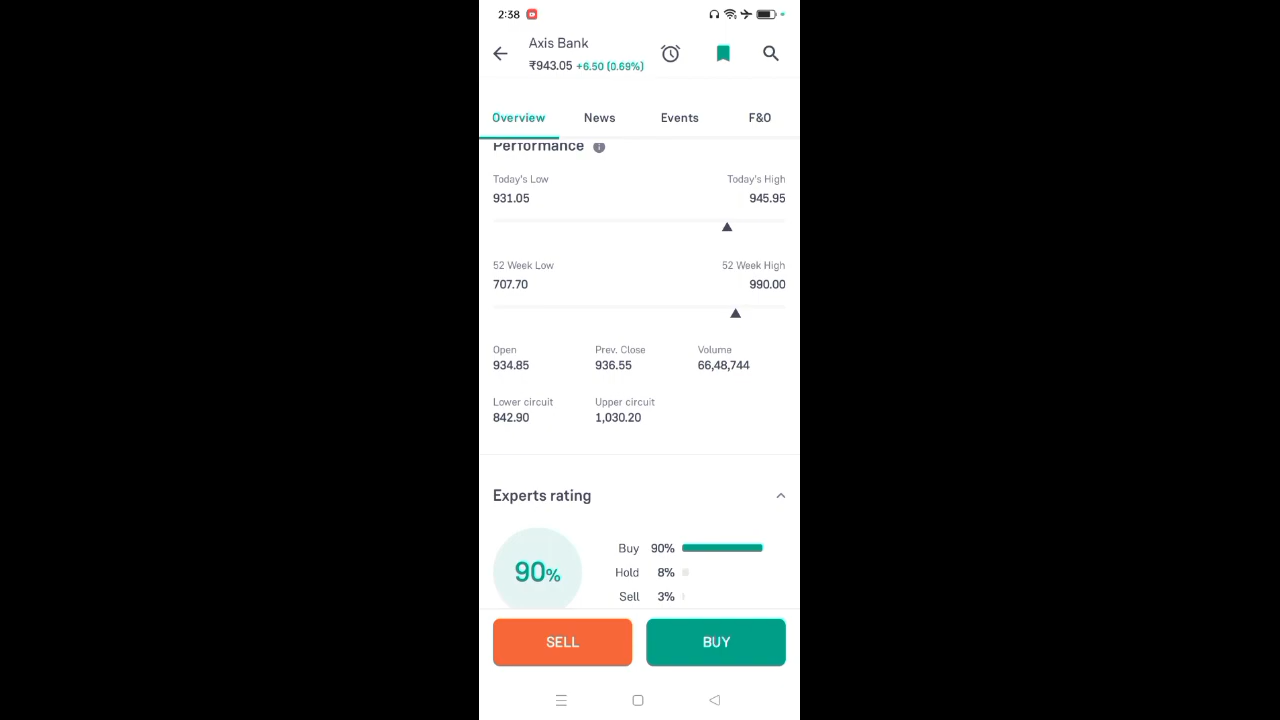 2:38
Axis Bank
₹943.05 +6.50 (0.69%)
Overview News Events F&O
Performance
Today's Low Today's High
931.05 945.95
52 Week Low 52 Week High
707.70 990.00
Open Prev. Close Volume
934.85 936.55 66,48,744
Lower circuit Upper circuit
842.90 1,030.20
Experts rating
90%
Buy 90%
Hold 8%
Sell 3%
SELL BUY